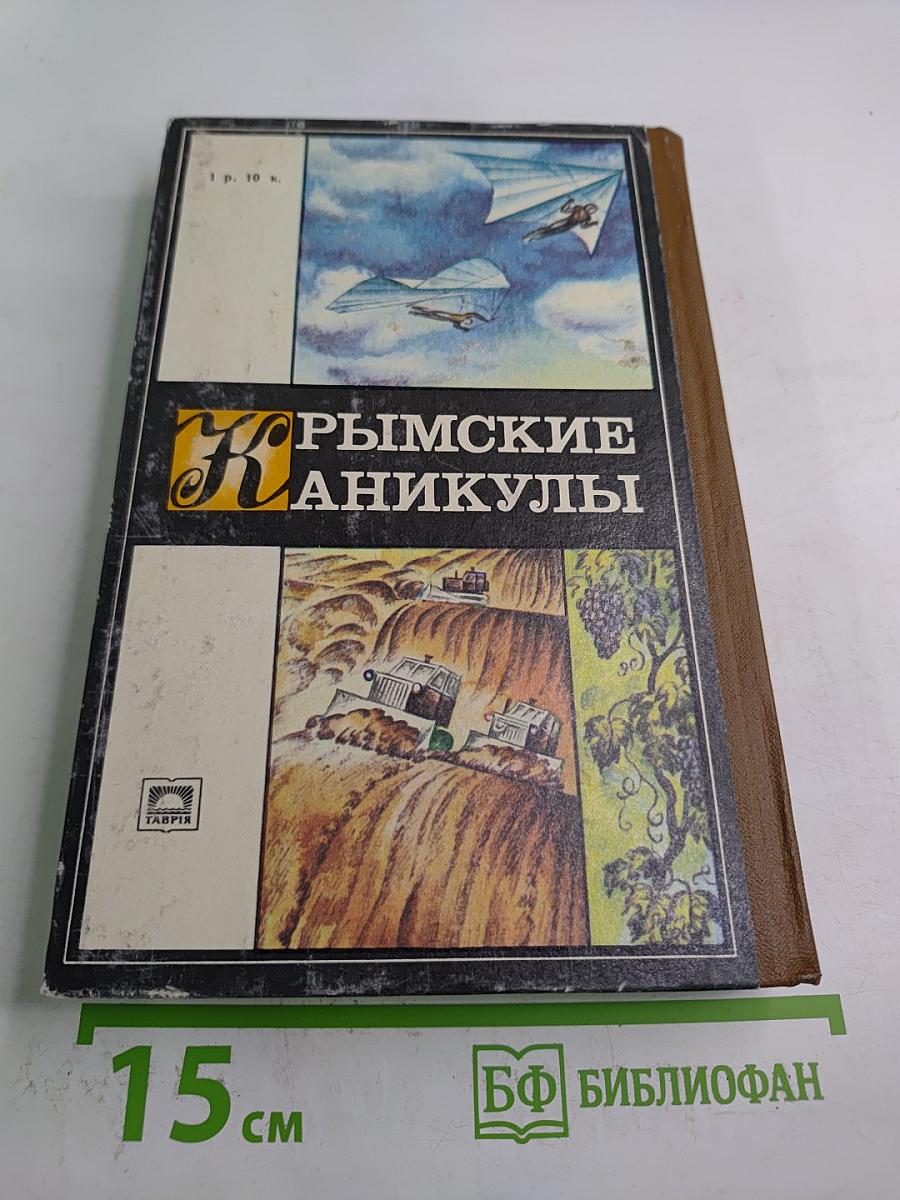 1 р. 10 к.
КРЫМСКИЕ
КАНИКУЛЫ
ТАВРІЯ
15 см
БФ БИБЛИОФАН